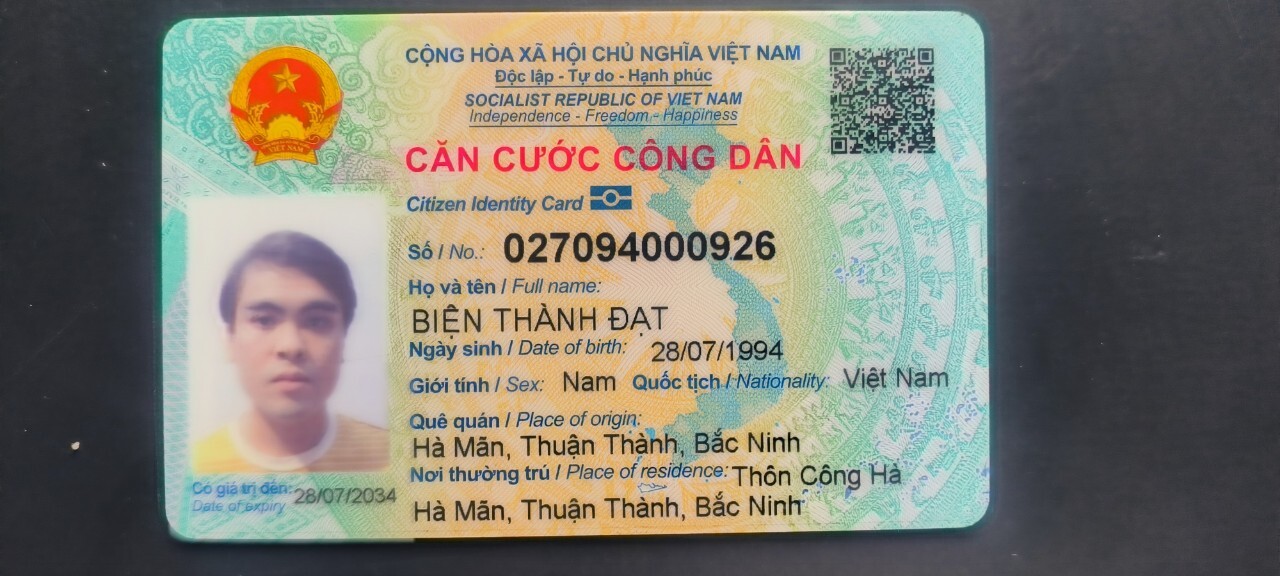 CỘNG HÒA XÃ HỘI CHỦ NGHĨA VIỆT NAM
Độc lập - Tự do - Hạnh phúc
SOCIALIST REPUBLIC OF VIET NAM
Independence - Freedom - Happiness
CĂN CƯỚC CÔNG DÂN
Citizen Identity Card
VIỆT NAM
Số / No.: 027094000926
Họ và tên / Full name:
BIỆN THÀNH ĐẠT
Ngày sinh / Date of birth: 28/07/1994
Giới tính / Sex: Nam Quốc tịch / Nationality: Việt Nam
Quê quán / Place of origin:
Hà Mãn, Thuận Thành, Bắc Ninh
Nơi thường trú / Place of residence: Thôn Công Hà
Hà Mãn, Thuận Thành, Bắc Ninh
Có giá trị đến: 28/07/2034
Date of expiry